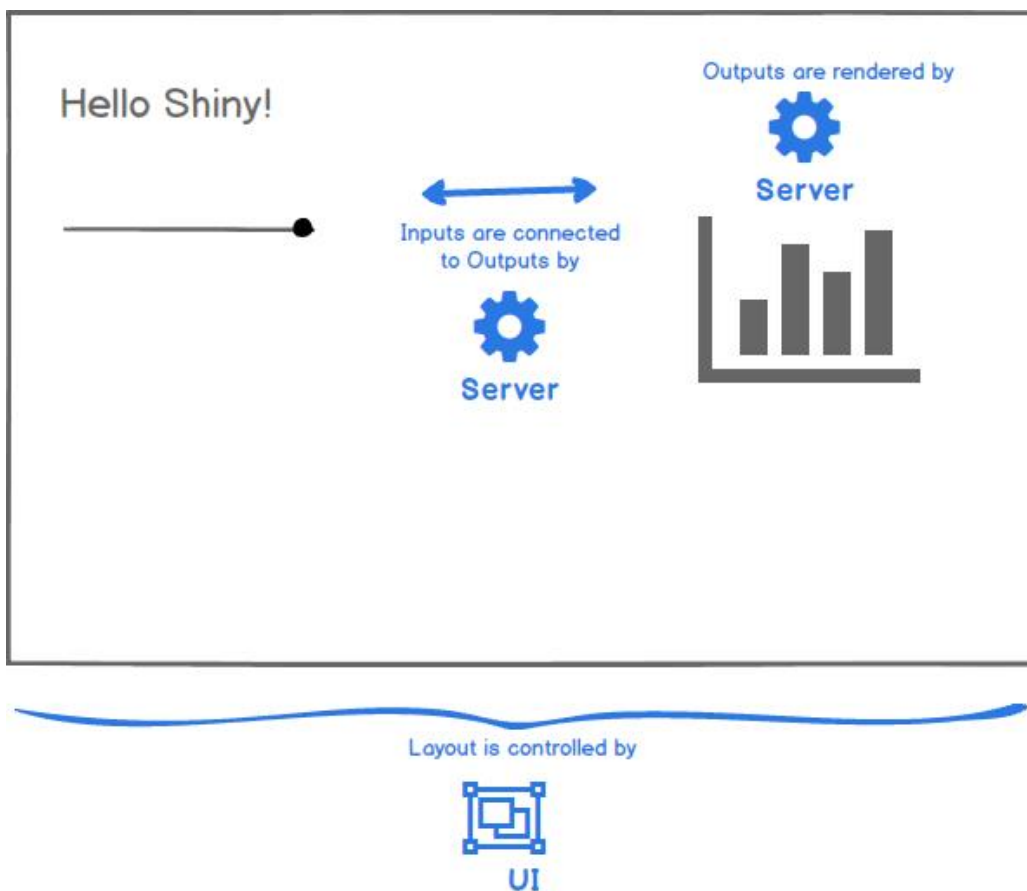 Hello Shiny!
Inputs are connected
to Outputs by
Server
Outputs are rendered by
Server
Layout is controlled by
UI